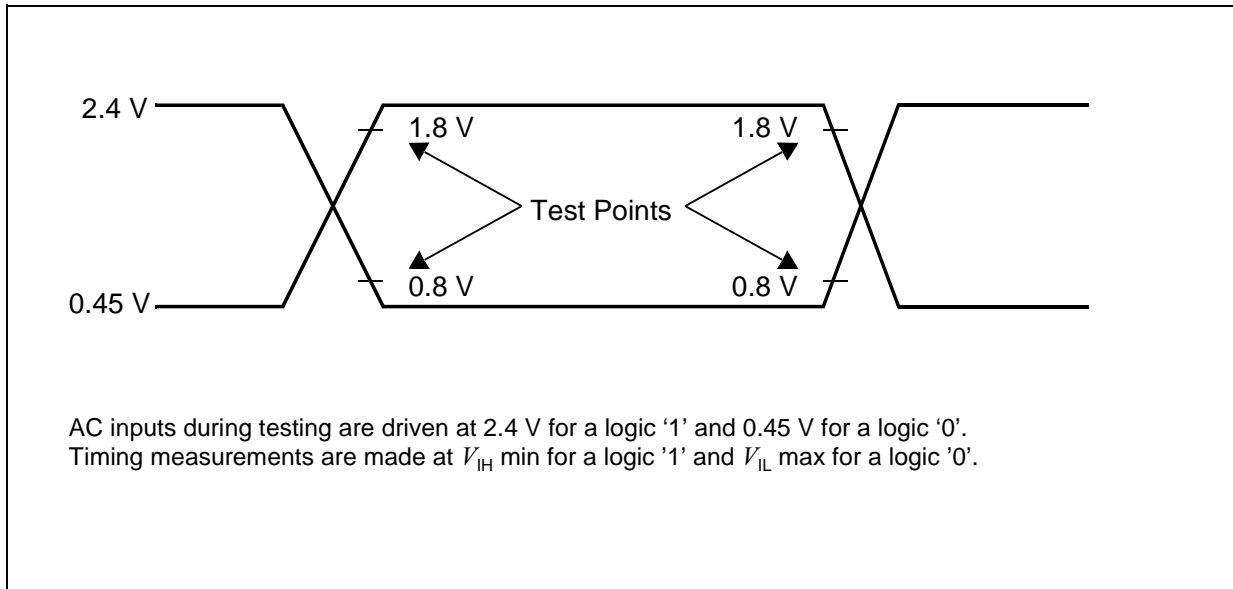 2.4 V
1.8 V
1.8 V
Test Points
0.8 V
0.8 V
0.45 V
AC inputs during testing are driven at 2.4 V for a logic ‘1’ and 0.45 V for a logic ‘0’.
Timing measurements are made at VIH min for a logic '1' and VIL max for a logic '0'.